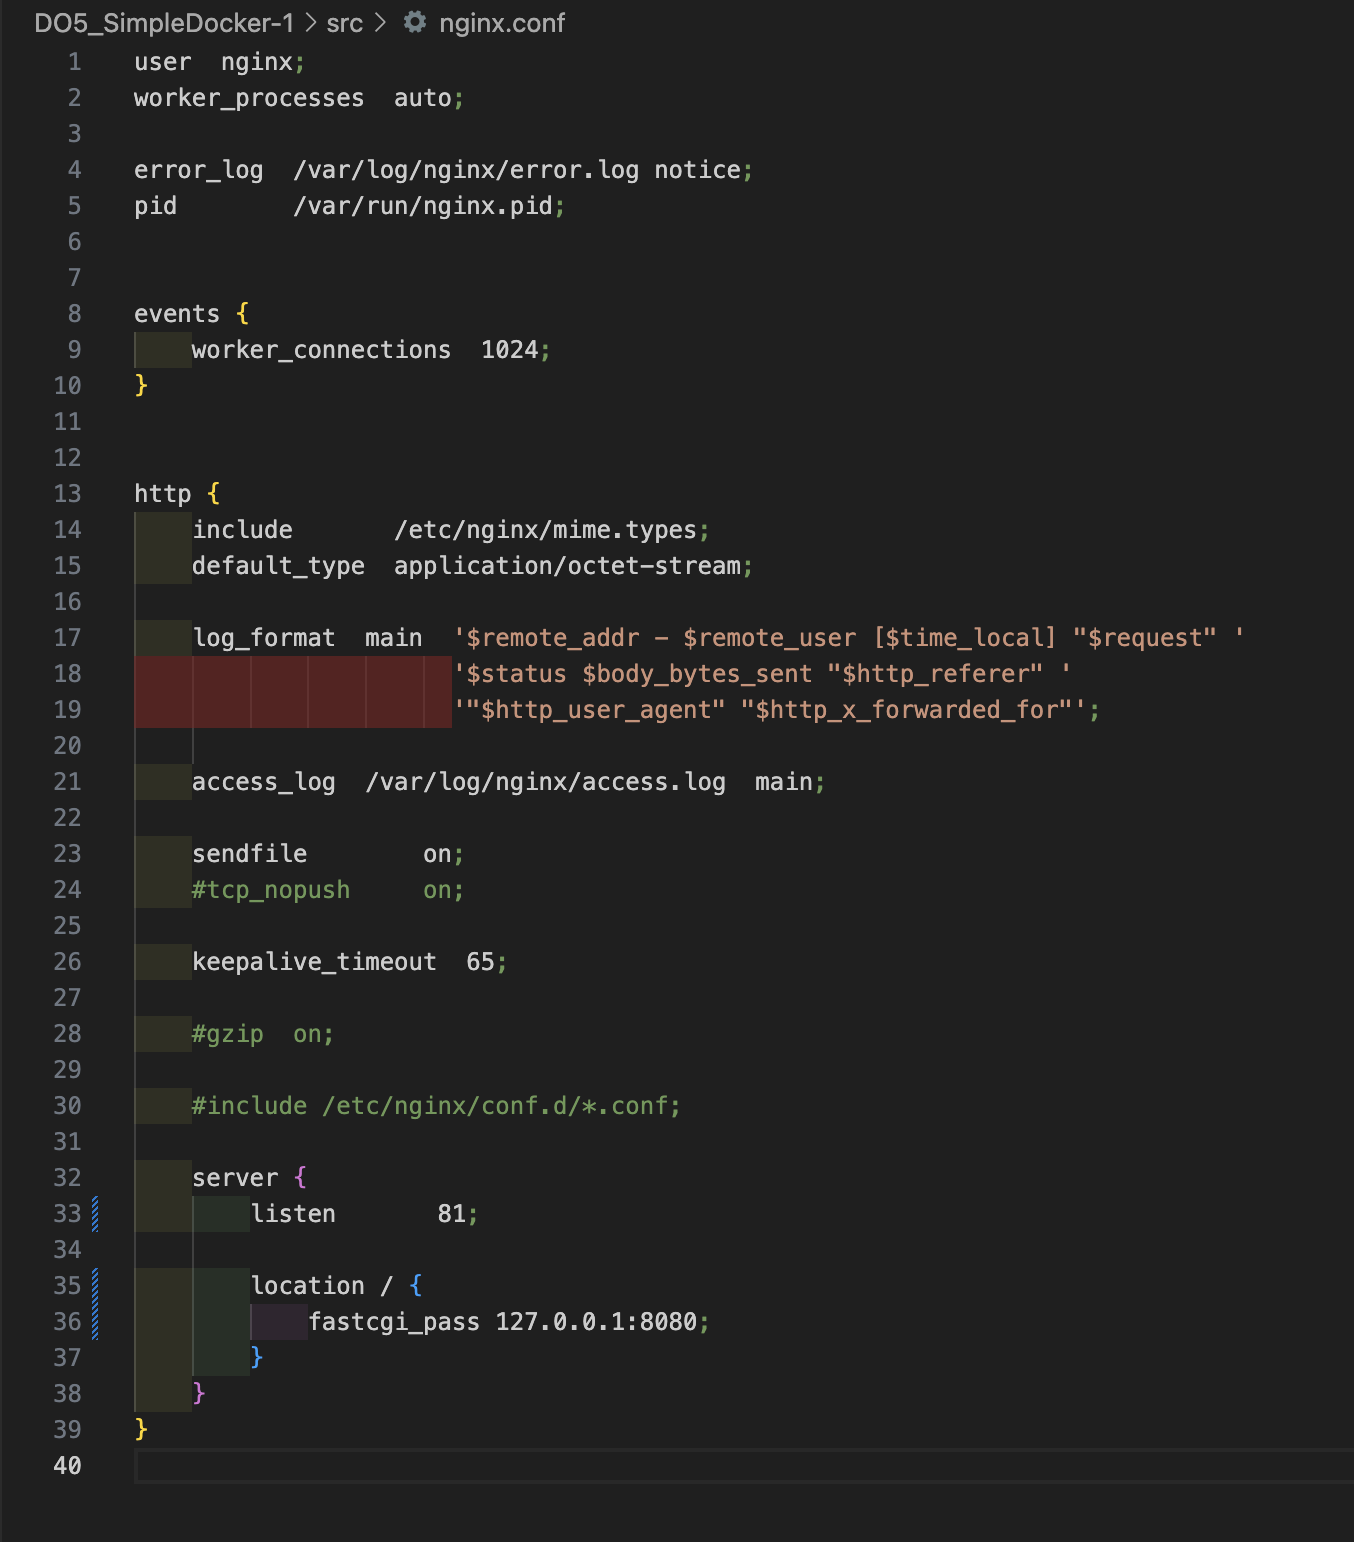 DO5_SimpleDocker-1 > src > nginx.conf
1 user  nginx;
2 worker_processes  auto;
3
4 error_log  /var/log/nginx/error.log notice;
5 pid        /var/run/nginx.pid;
6
7
8 events {
9     worker_connections  1024;
10 }
11
12
13 http {
14     include       /etc/nginx/mime.types;
15     default_type  application/octet-stream;
16
17     log_format  main  '$remote_addr - $remote_user [$time_local] "$request" '
18                       '$status $body_bytes_sent "$http_referer" '
19                       '"$http_user_agent" "$http_x_forwarded_for"';
20
21     access_log  /var/log/nginx/access.log  main;
22
23     sendfile        on;
24     #tcp_nopush     on;
25
26     keepalive_timeout  65;
27
28     #gzip  on;
29
30     #include /etc/nginx/conf.d/*.conf;
31
32     server {
33         listen       81;
34
35         location / {
36             fastcgi_pass 127.0.0.1:8080;
37         }
38     }
39 }
40